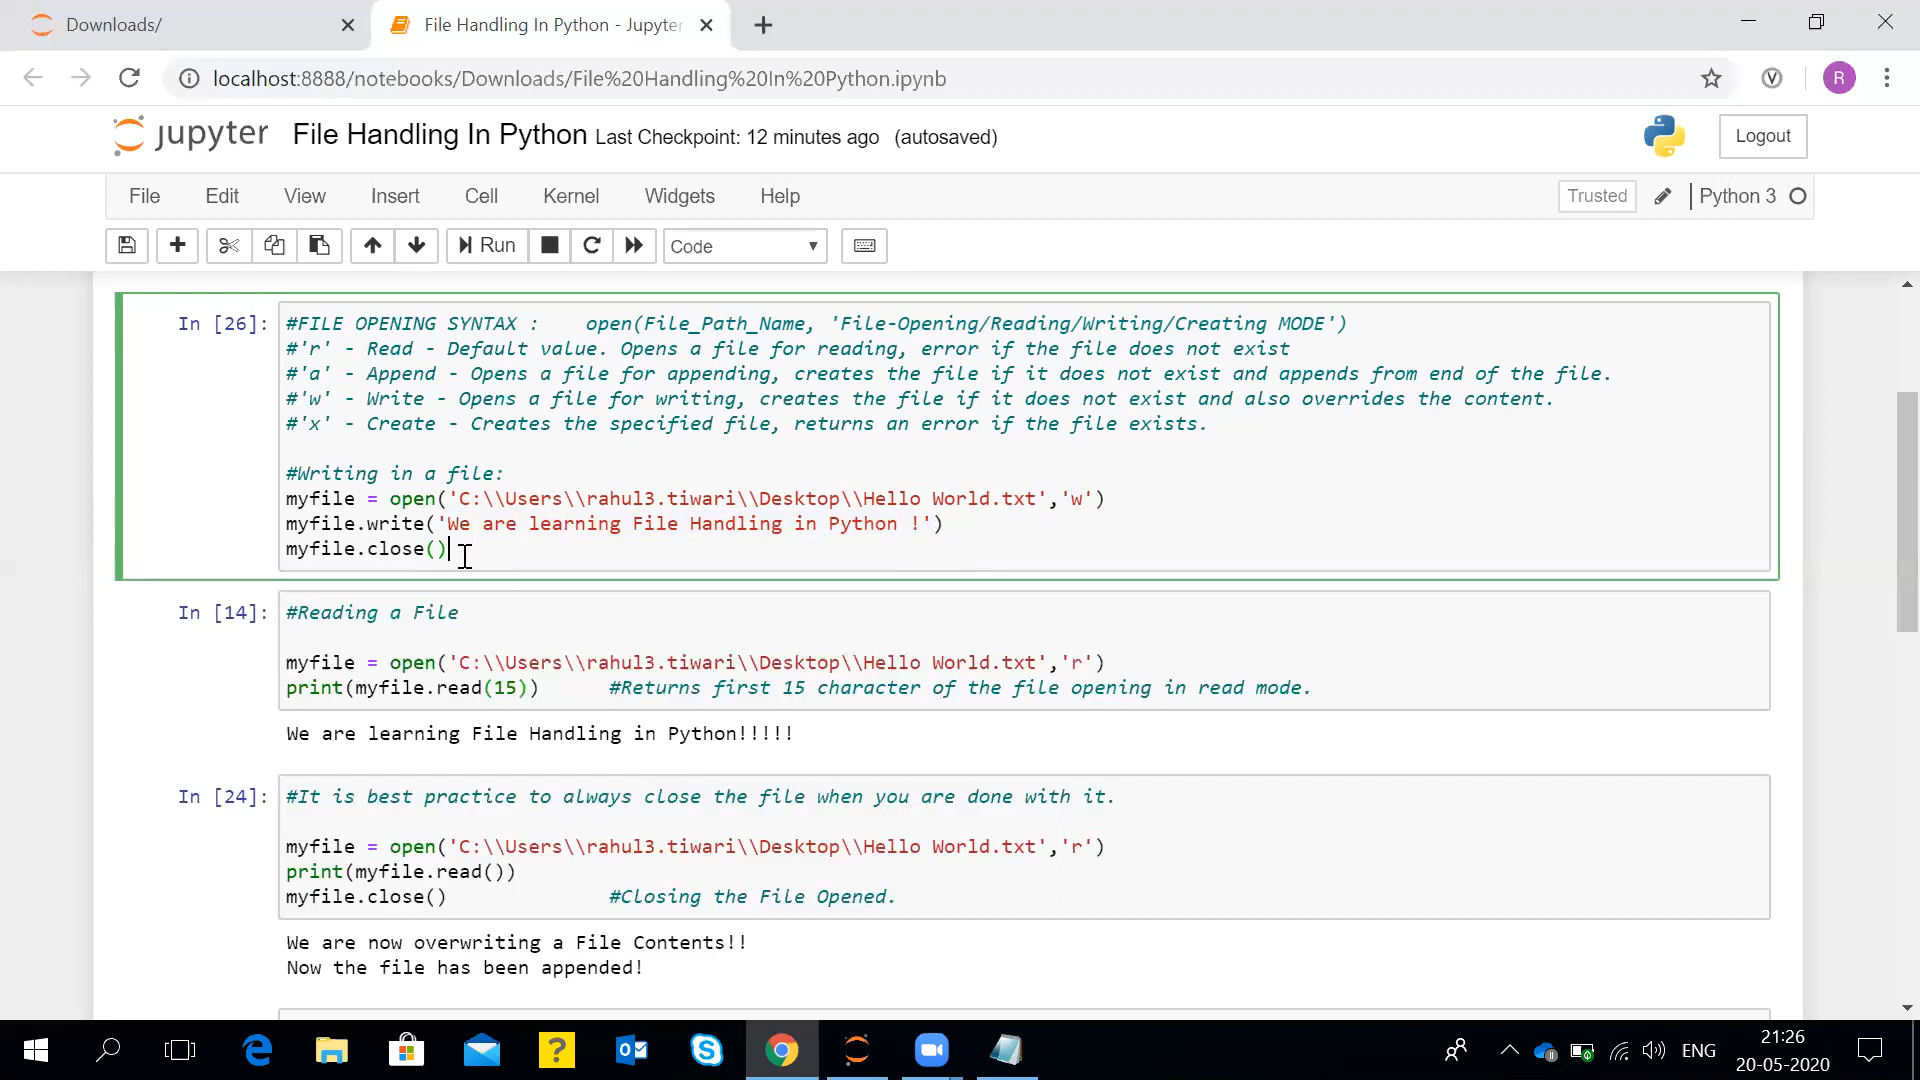 Downloads/
File Handling In Python - Jupyter
localhost:8888/notebooks/Downloads/File%20Handling%20In%20Python.ipynb
R
jupyter File Handling In Python Last Checkpoint: 12 minutes ago (autosaved)
Logout
File Edit View Insert Cell Kernel Widgets Help
Trusted Python 3
Run Code
In [26]:
#FILE OPENING SYNTAX :    open(File_Path_Name, 'File-Opening/Reading/Writing/Creating MODE')
#'r' - Read - Default value. Opens a file for reading, error if the file does not exist
#'a' - Append - Opens a file for appending, creates the file if it does not exist and appends from end of the file.
#'w' - Write - Opens a file for writing, creates the file if it does not exist and also overrides the content.
#'x' - Create - Creates the specified file, returns an error if the file exists.
#Writing in a file:
myfile = open('C:\\Users\\rahul3.tiwari\\Desktop\\Hello World.txt','w')
myfile.write('We are learning File Handling in Python !')
myfile.close()
In [14]:
#Reading a File
myfile = open('C:\\Users\\rahul3.tiwari\\Desktop\\Hello World.txt','r')
print(myfile.read(15))      #Returns first 15 character of the file opening in read mode.
We are learning File Handling in Python!!!!!
In [24]:
#It is best practice to always close the file when you are done with it.
myfile = open('C:\\Users\\rahul3.tiwari\\Desktop\\Hello World.txt','r')
print(myfile.read())
myfile.close()              #Closing the File Opened.
We are now overwriting a File Contents!!
Now the file has been appended!
ENG
21:26
20-05-2020